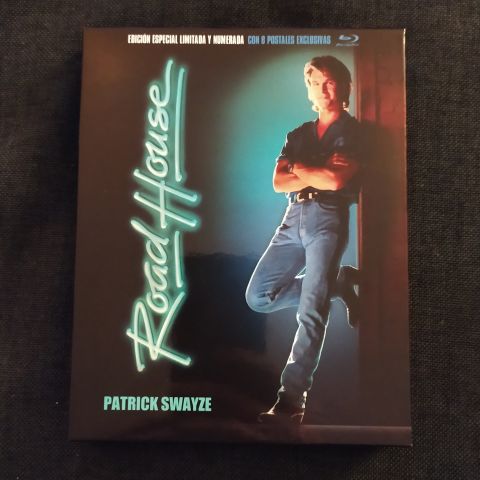 EDICIÓN ESPECIAL LIMITADA Y NUMERADA CON 8 POSTALES EXCLUSIVAS
Road House
PATRICK SWAYZE